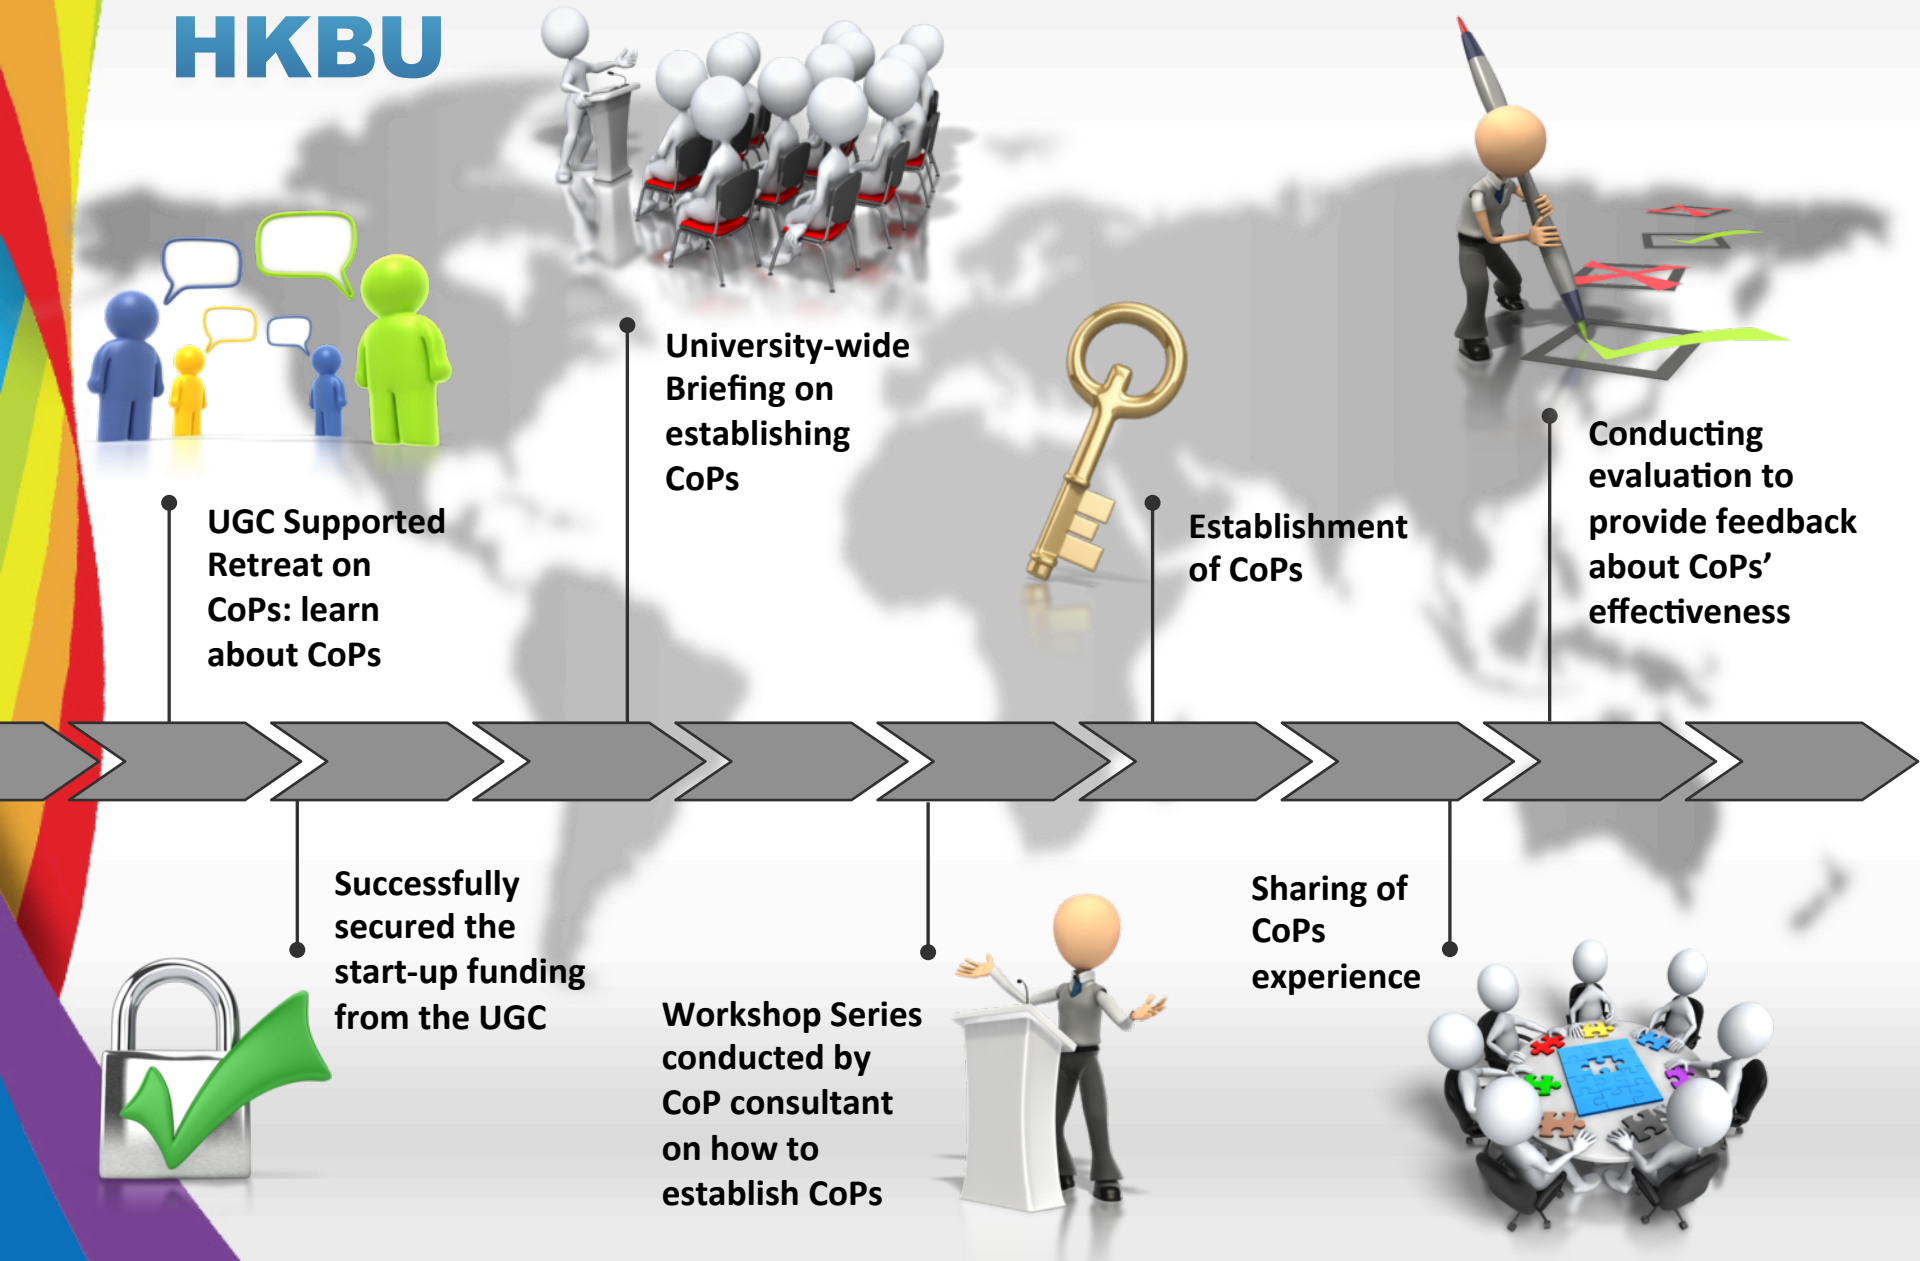 HKBU
UGC Supported
Retreat on
CoPs: learn
about CoPs
Successfully
secured the
start-up funding
from the UGC
University-wide
Briefing on
establishing
CoPs
Workshop Series
conducted by
CoP consultant
on how to
establish CoPs
Establishment
of CoPs
Sharing of
CoPs
experience
Conducting
evaluation to
provide feedback
about CoPs’
effectiveness